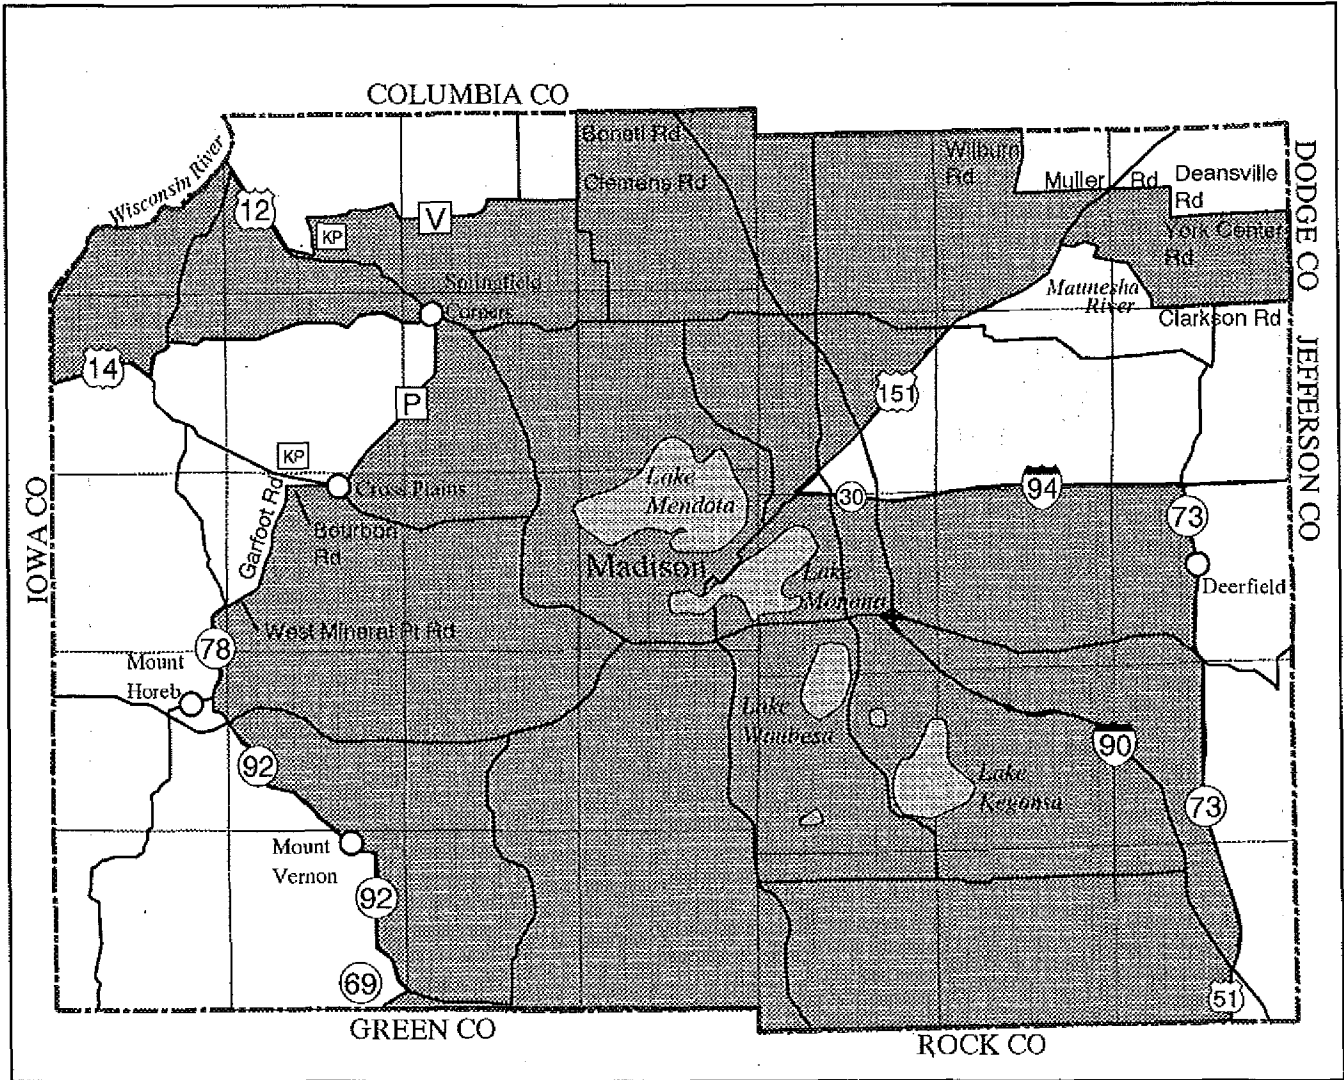 COLUMBIA CO
Bonetti Rd
Clemens Rd
Wilburn
Rd
Muller Rd
Deansville
Rd
Wisconsin River
12
KP
V
York Center
Rd
DODGE CO
Springfield
Corners
Maunesha
River
Clarkson Rd
14
P
151
JEFFERSON CO
KP
Cross Plains
Lake
Mendota
30
94
73
IOWA CO
Garfoot Rd
Bourbon
Rd
Madison
Lake
Monona
Deerfield
78
West Mineral Pt Rd
Mount
Horeb
Lake
Waubesa
90
92
Lake
Kegonsa
73
Mount
Vernon
92
69
51
GREEN CO
ROCK CO